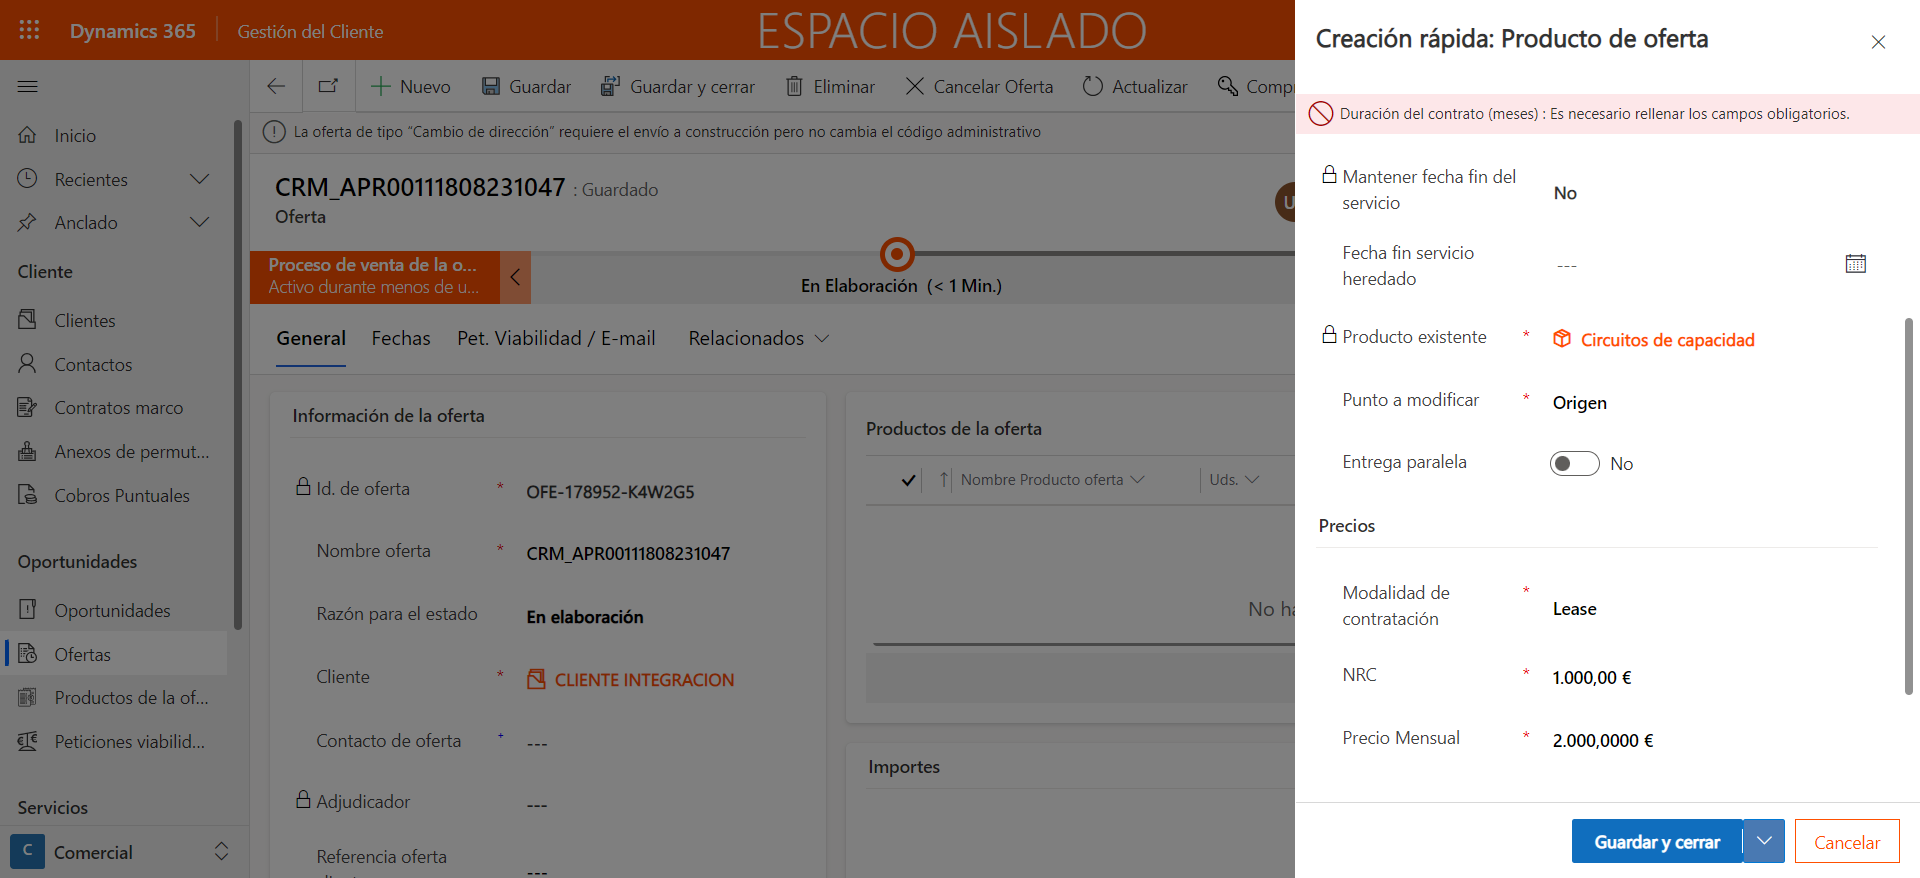 Dynamics 365
Gestión del Cliente
ESPACIO AISLADO
Nuevo
Guardar
Guardar y cerrar
Eliminar
Cancelar Oferta
Actualizar
Comp
La oferta de tipo "Cambio de dirección" requiere el envío a construcción pero no cambia el código administrativo
Inicio
Recientes
Anclado
Cliente
Clientes
Contactos
Contratos marco
Anexos de permut...
Cobros Puntuales
Oportunidades
Oportunidades
Ofertas
Productos de la of...
Peticiones viabilid...
Servicios
C
Comercial
CRM_APR00111808231047 : Guardado
Oferta
U
Proceso de venta de la o...
Activo durante menos de u...
En Elaboración (< 1 Min.)
General
Fechas
Pet. Viabilidad / E-mail
Relacionados
Información de la oferta
Id. de oferta * OFE-178952-K4W2G5
Nombre oferta * CRM_APR00111808231047
Razón para el estado En elaboración
Cliente * CLIENTE INTEGRACION
Contacto de oferta + ---
Adjudicador ---
Referencia oferta
---
Productos de la oferta
Nombre Producto oferta
Uds.
No ha
Importes
Creación rápida: Producto de oferta
Duración del contrato (meses) : Es necesario rellenar los campos obligatorios.
Mantener fecha fin del
servicio
No
Fecha fin servicio
heredado
---
Producto existente * Circuitos de capacidad
Punto a modificar * Origen
Entrega paralela No
Precios
Modalidad de
contratación
* Lease
NRC * 1.000,00 €
Precio Mensual * 2.000,0000 €
Guardar y cerrar
Cancelar